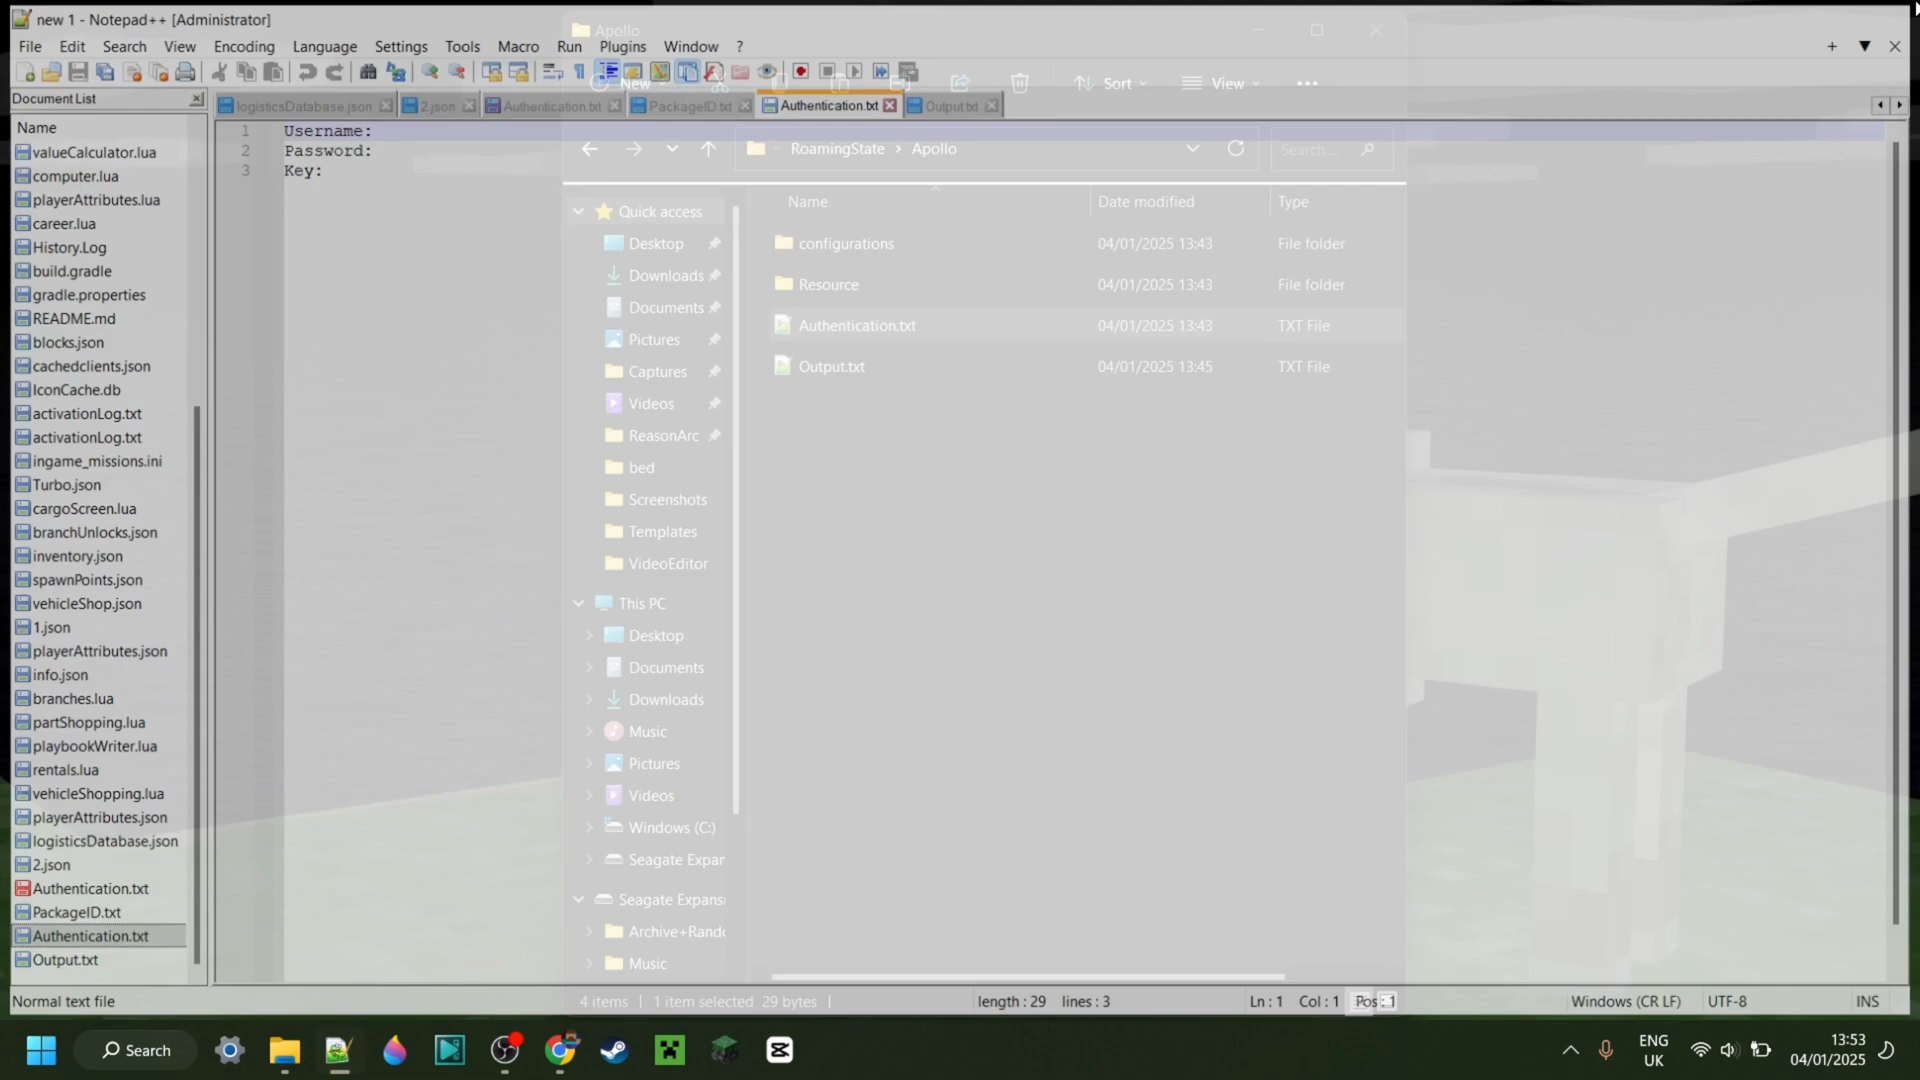 new 1 - Notepad++ [Administrator]
Apollo
File Edit Search View Encoding Language Settings Tools Macro Run Plugins Window ?
New Sort View
Document List
logisticsDatabase.json 2.json Authentication.txt PackageID.txt Authentication.txt Output.txt
Name
1 Username:
2 Password:
3 Key:
valueCalculator.lua
computer.lua
playerAttributes.lua
career.lua
History.Log
build.gradle
gradle.properties
README.md
blocks.json
cachedclients.json
IconCache.db
activationLog.txt
activationLog.txt
ingame_missions.ini
Turbo.json
cargoScreen.lua
branchUnlocks.json
inventory.json
spawnPoints.json
vehicleShop.json
1.json
playerAttributes.json
info.json
branches.lua
partShopping.lua
playbookWriter.lua
rentals.lua
vehicleShopping.lua
playerAttributes.json
logisticsDatabase.json
2.json
Authentication.txt
PackageID.txt
Authentication.txt
Output.txt
RoamingState > Apollo
Search...
Quick access
Desktop
Downloads
Documents
Pictures
Captures
Videos
ReasonArc
bed
Screenshots
Templates
VideoEditor
This PC
Desktop
Documents
Downloads
Music
Pictures
Videos
Windows (C:)
Seagate Expan
Seagate Expans
Archive+Rando
Music
Name Date modified Type
configurations 04/01/2025 13:43 File folder
Resource 04/01/2025 13:43 File folder
Authentication.txt 04/01/2025 13:43 TXT File
Output.txt 04/01/2025 13:45 TXT File
4 items 1 item selected 29 bytes
Normal text file
length : 29 lines : 3
Ln : 1 Col : 1 Pos : 1
Windows (CR LF) UTF-8 INS
Search
ENG
UK
13:53
04/01/2025